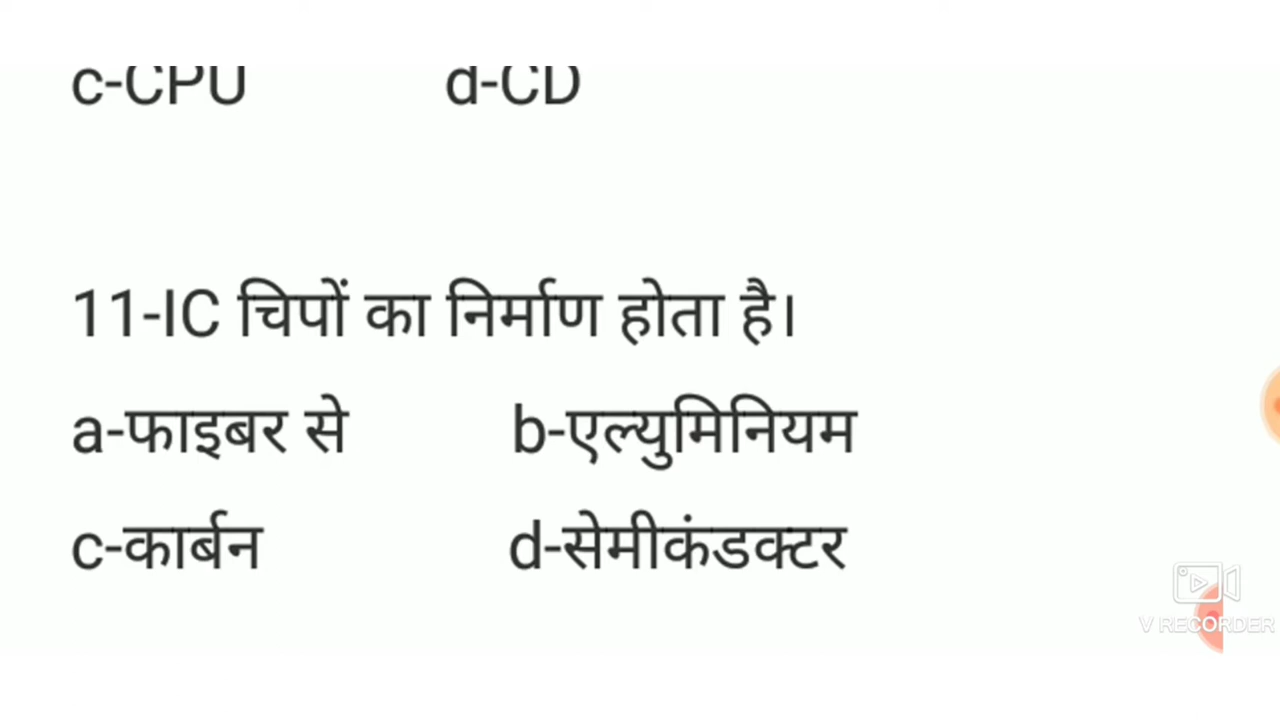 c-CPU d-CD
11-IC चिपों का निर्माण होता है।
a-फाइबर से b-एल्युमिनियम
c-कार्बन d-सेमीकंडक्टर
V RECORDER